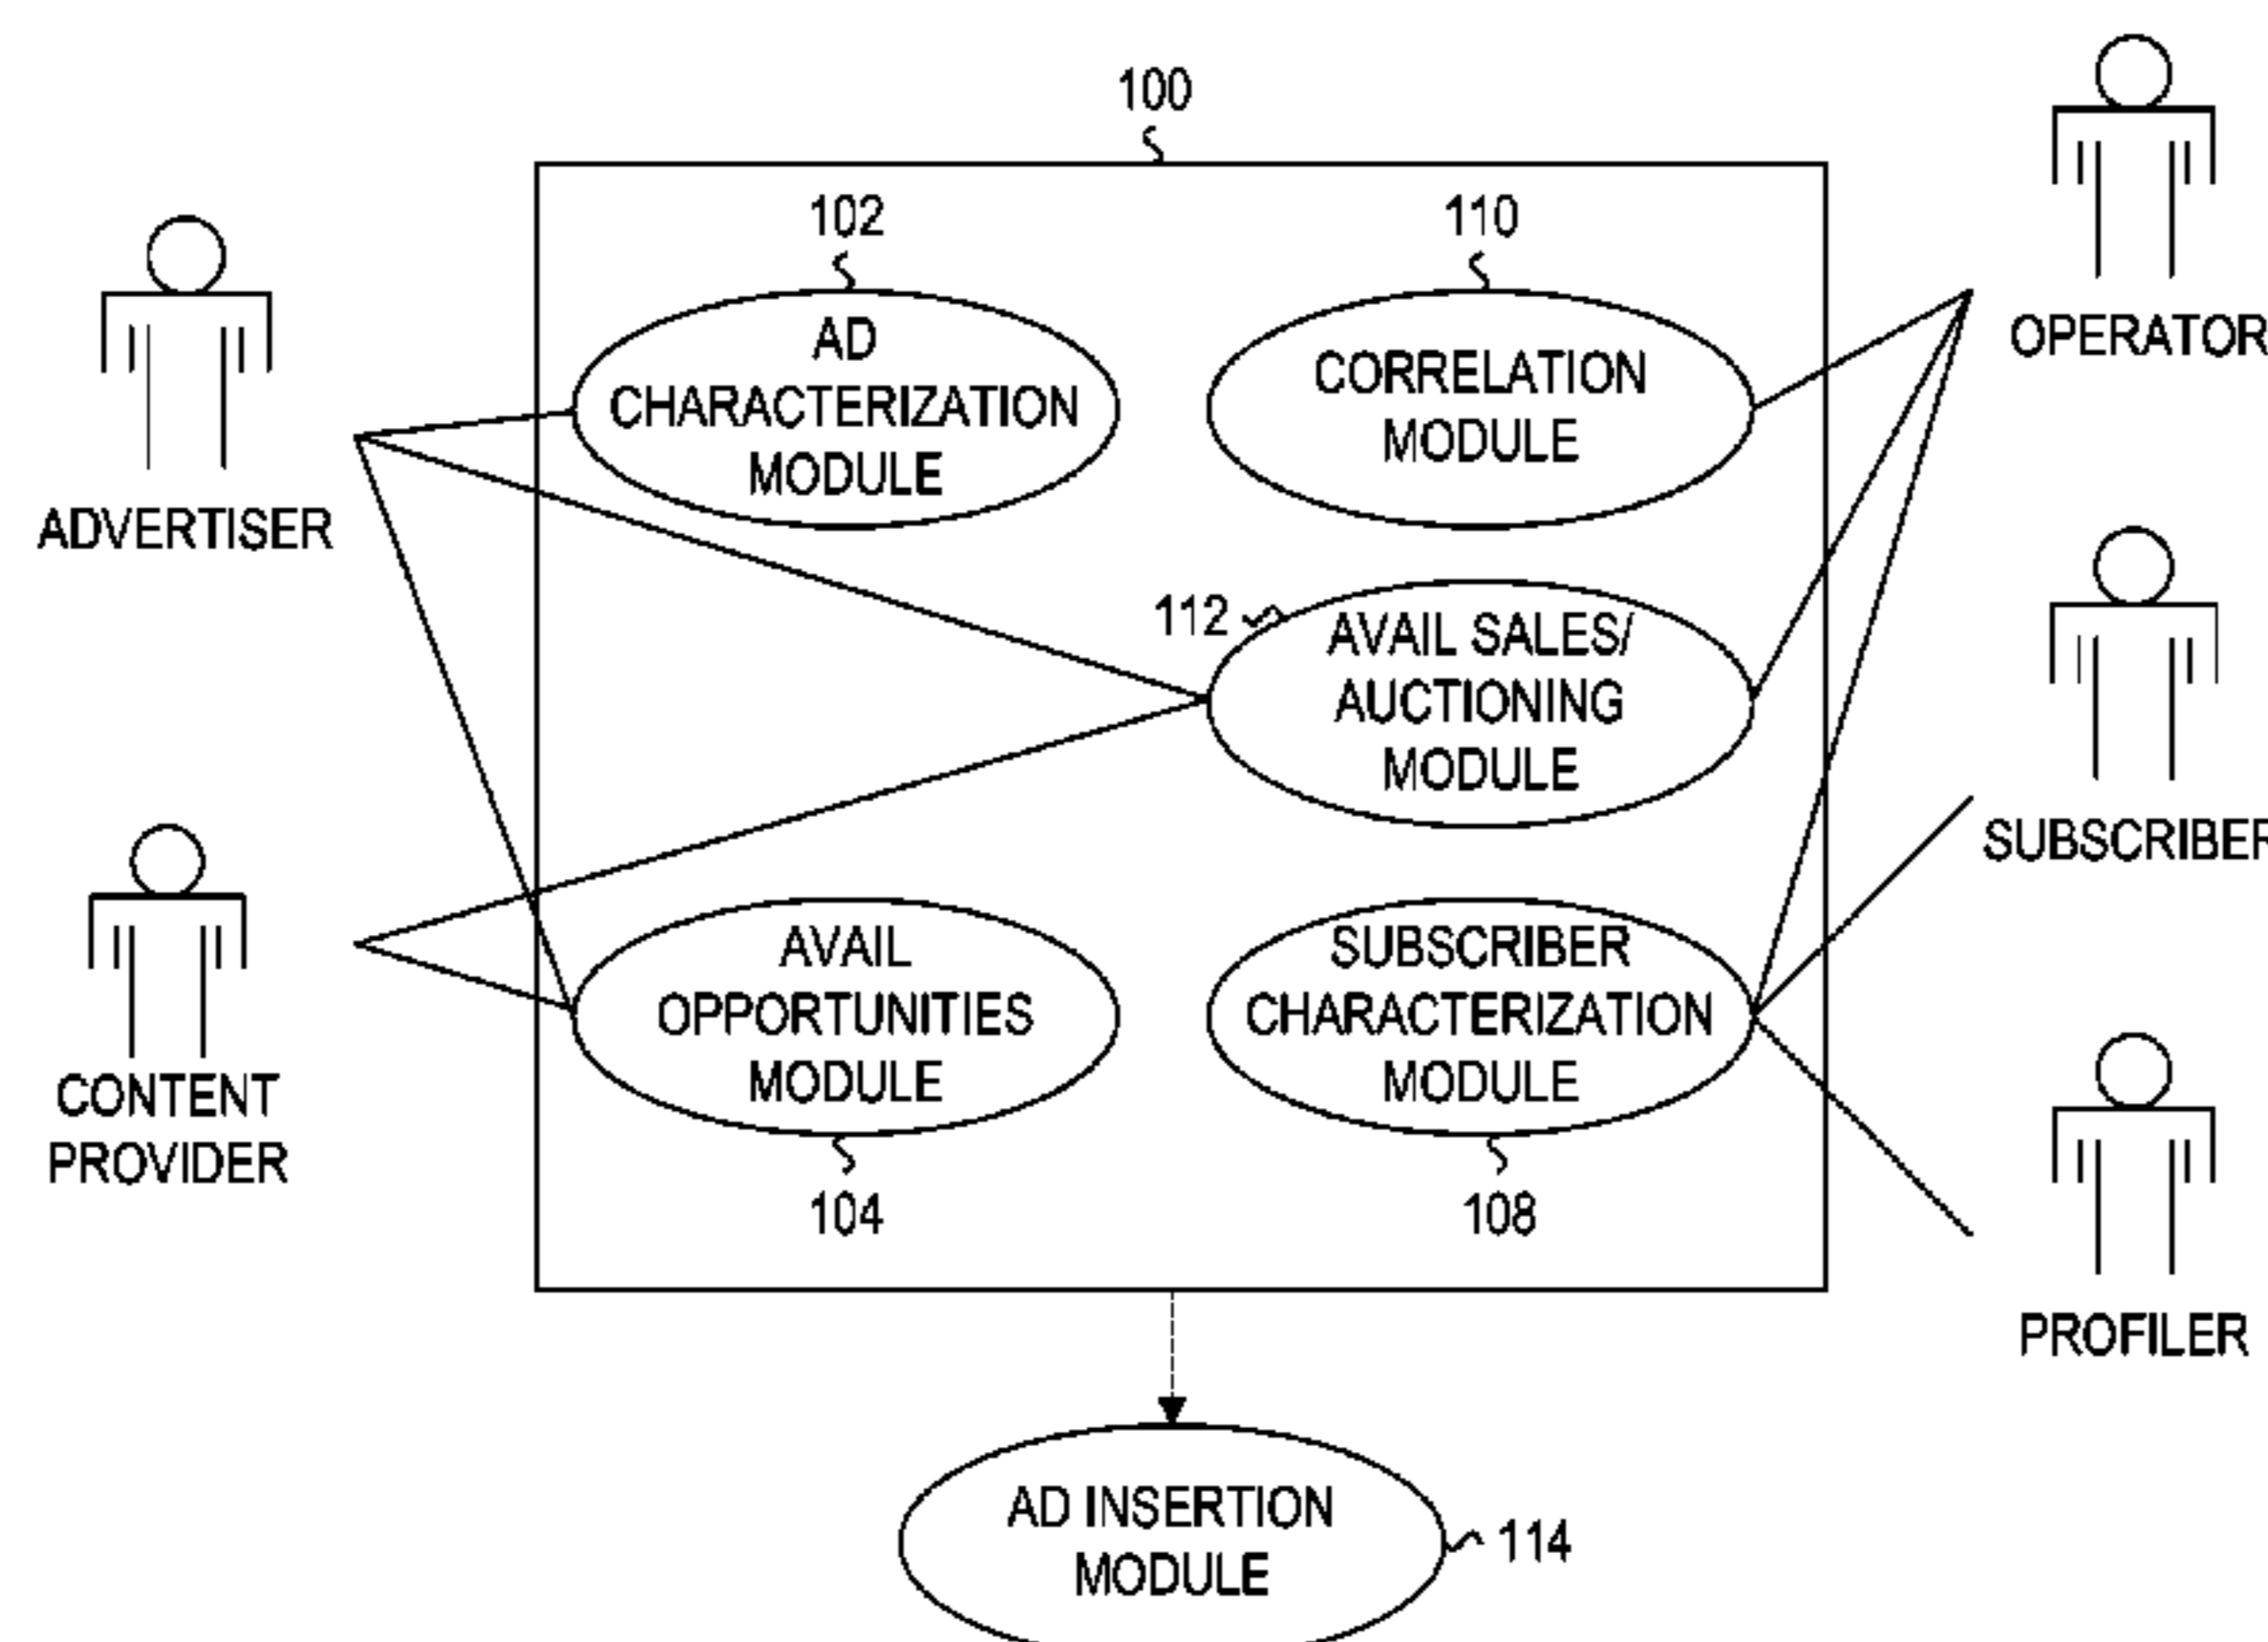 100
102
110
AD
CHARACTERIZATION
MODULE
CORRELATION
MODULE
OPERATOR
ADVERTISER
112
AVAIL SALES/
AUCTIONING
MODULE
SUBSCRIBER
AVAIL
OPPORTUNITIES
MODULE
SUBSCRIBER
CHARACTERIZATION
MODULE
CONTENT
PROVIDER
104
108
PROFILER
AD INSERTION
MODULE
114